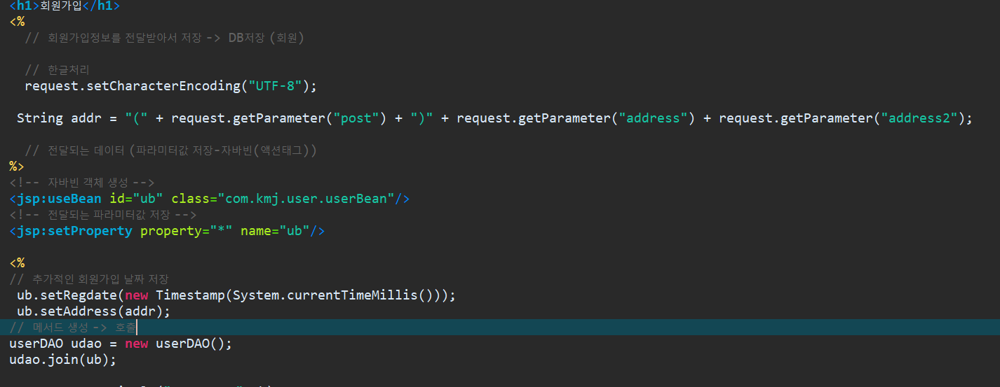 <h1>회원가입</h1>
<%
// 회원가입정보를 전달받아서 저장 -> DB저장 (회원)
// 한글처리
request.setCharacterEncoding("UTF-8");
String addr = "(" + request.getParameter("post") + ")" + request.getParameter("address") + request.getParameter("address2");
// 전달되는 데이터 (파라미터값 저장-자바빈(액션태그))
%>
<!-- 자바빈 객체 생성 -->
<jsp:useBean id="ub" class="com.kmj.user.userBean"/>
<!-- 전달되는 파라미터값 저장 -->
<jsp:setProperty property="*" name="ub"/>
<%
// 추가적인 회원가입 날짜 저장
ub.setRegdate(new Timestamp(System.currentTimeMillis()));
ub.setAddress(addr);
// 메서드 생성 -> 호출
userDAO udao = new userDAO();
udao.join(ub);